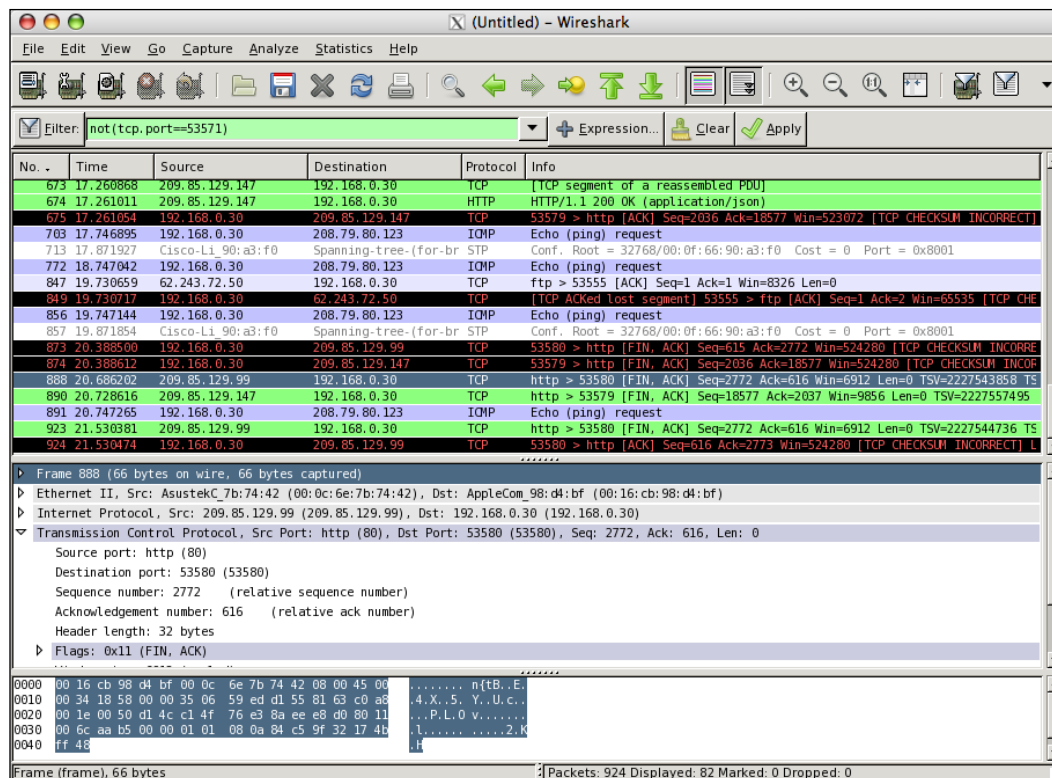 (Untitled) – Wireshark
File Edit View Go Capture Analyze Statistics Help
Filter: not(tcp.port==53571) Expression... Clear Apply
No. Time Source Destination Protocol Info
673 17.260868 209.85.129.147 192.168.0.30 TCP [TCP segment of a reassembled PDU]
674 17.261011 209.85.129.147 192.168.0.30 HTTP HTTP/1.1 200 OK (application/json)
675 17.261054 192.168.0.30 209.85.129.147 TCP 53579 > http [ACK] Seq=2036 Ack=18577 Win=523072 [TCP CHECKSUM INCORRECT]
703 17.746895 192.168.0.30 208.79.80.123 ICMP Echo (ping) request
713 17.871927 Cisco-Li_90:a3:f0 Spanning-tree-(for-br STP Conf. Root = 32768/00:0f:66:90:a3:f0 Cost = 0 Port = 0x8001
772 18.747042 192.168.0.30 208.79.80.123 ICMP Echo (ping) request
847 19.730659 62.243.72.50 192.168.0.30 TCP ftp > 53555 [ACK] Seq=1 Ack=1 Win=8326 Len=0
849 19.730717 192.168.0.30 62.243.72.50 TCP [TCP ACKed lost segment] 53555 > ftp [ACK] Seq=1 Ack=2 Win=65535 [TCP CHE
856 19.747144 192.168.0.30 208.79.80.123 ICMP Echo (ping) request
857 19.871854 Cisco-Li_90:a3:f0 Spanning-tree-(for-br STP Conf. Root = 32768/00:0f:66:90:a3:f0 Cost = 0 Port = 0x8001
873 20.388500 192.168.0.30 209.85.129.99 TCP 53580 > http [FIN, ACK] Seq=615 Ack=2772 Win=524280 [TCP CHECKSUM INCORRE
874 20.388612 192.168.0.30 209.85.129.147 TCP 53579 > http [FIN, ACK] Seq=2036 Ack=18577 Win=524280 [TCP CHECKSUM INCOR
888 20.686202 209.85.129.99 192.168.0.30 TCP http > 53580 [FIN, ACK] Seq=2772 Ack=616 Win=6912 Len=0 TSV=2227543858 TS
890 20.728616 209.85.129.147 192.168.0.30 TCP http > 53579 [FIN, ACK] Seq=18577 Ack=2037 Win=9856 Len=0 TSV=2227557495
891 20.747265 192.168.0.30 208.79.80.123 ICMP Echo (ping) request
923 21.530381 209.85.129.99 192.168.0.30 TCP http > 53580 [FIN, ACK] Seq=2772 Ack=616 Win=6912 Len=0 TSV=2227544736 TS
924 21.530474 192.168.0.30 209.85.129.99 TCP 53580 > http [ACK] Seq=616 Ack=2773 Win=524280 [TCP CHECKSUM INCORRECT] L
Frame 888 (66 bytes on wire, 66 bytes captured)
Ethernet II, Src: AsustekC_7b:74:42 (00:0c:6e:7b:74:42), Dst: AppleCom_98:d4:bf (00:16:cb:98:d4:bf)
Internet Protocol, Src: 209.85.129.99 (209.85.129.99), Dst: 192.168.0.30 (192.168.0.30)
Transmission Control Protocol, Src Port: http (80), Dst Port: 53580 (53580), Seq: 2772, Ack: 616, Len: 0
Source port: http (80)
Destination port: 53580 (53580)
Sequence number: 2772 (relative sequence number)
Acknowledgement number: 616 (relative ack number)
Header length: 32 bytes
Flags: 0x11 (FIN, ACK)
0000 00 16 cb 98 d4 bf 00 0c 6e 7b 74 42 08 00 45 00 ........ n{tB..E.
0010 00 34 18 58 00 00 35 06 59 ed d1 55 81 63 c0 a8 .4.X..5. Y..U.c..
0020 00 1e 00 50 d1 4c c1 4f 76 e3 8a ee e8 d0 80 11 ...P.L.O v.......
0030 00 6c aa b5 00 00 01 01 08 0a 84 c5 9f 32 17 4b .l...... .....2.K
0040 ff 48 .H
Frame (frame), 66 bytes Packets: 924 Displayed: 82 Marked: 0 Dropped: 0